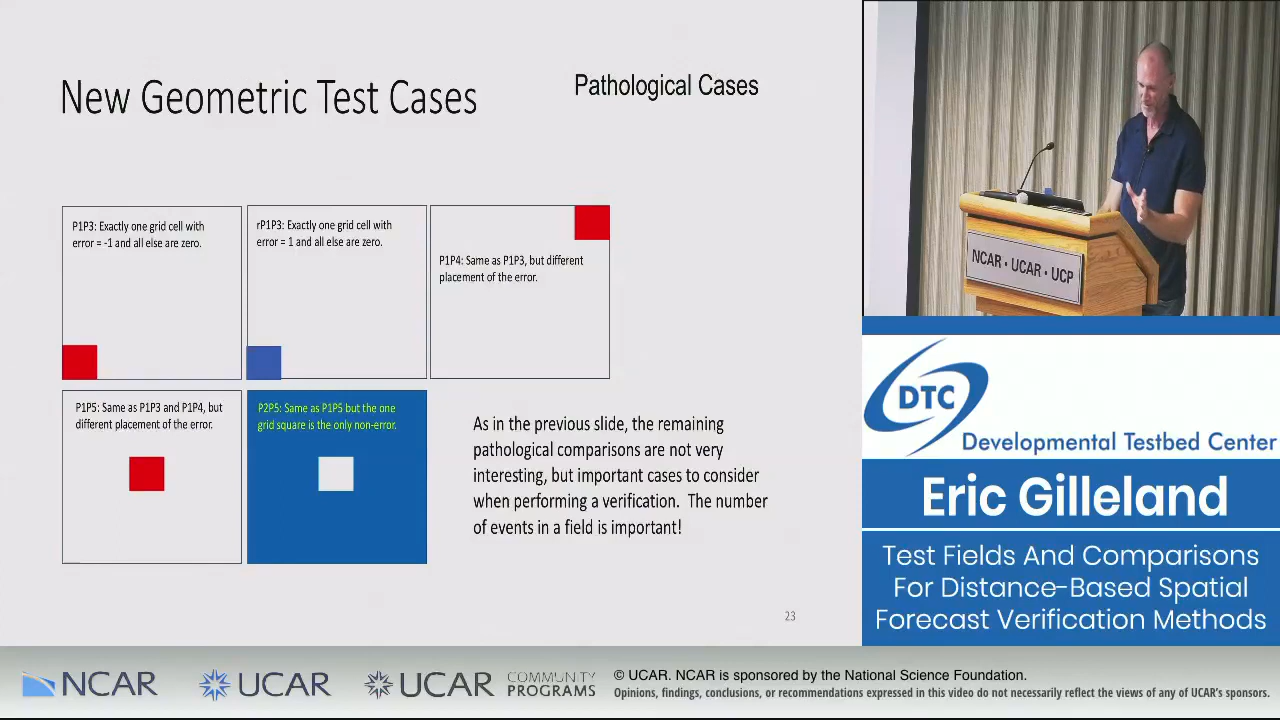 New Geometric Test Cases
Pathological Cases
P1P3: Exactly one grid cell with
error = -1 and all else are zero.
rP1P3: Exactly one grid cell with
error = 1 and all else are zero.
P1P4: Same as P1P3, but different
placement of the error.
P1P5: Same as P1P3 and P1P4, but
different placement of the error.
P2P5: Same as P1P5 but the one
grid square is the only non-error.
As in the previous slide, the remaining
pathological comparisons are not very
interesting, but important cases to consider
when performing a verification. The number
of events in a field is important!
23
NCAR • UCAR • UCP
DTC
Developmental Testbed Center
Eric Gilleland
Test Fields And Comparisons
For Distance-Based Spatial
Forecast Verification Methods
NCAR
UCAR
UCAR
COMMUNITY
PROGRAMS
© UCAR. NCAR is sponsored by the National Science Foundation.
Opinions, findings, conclusions, or recommendations expressed in this video do not necessarily reflect the views of any of UCAR's sponsors.